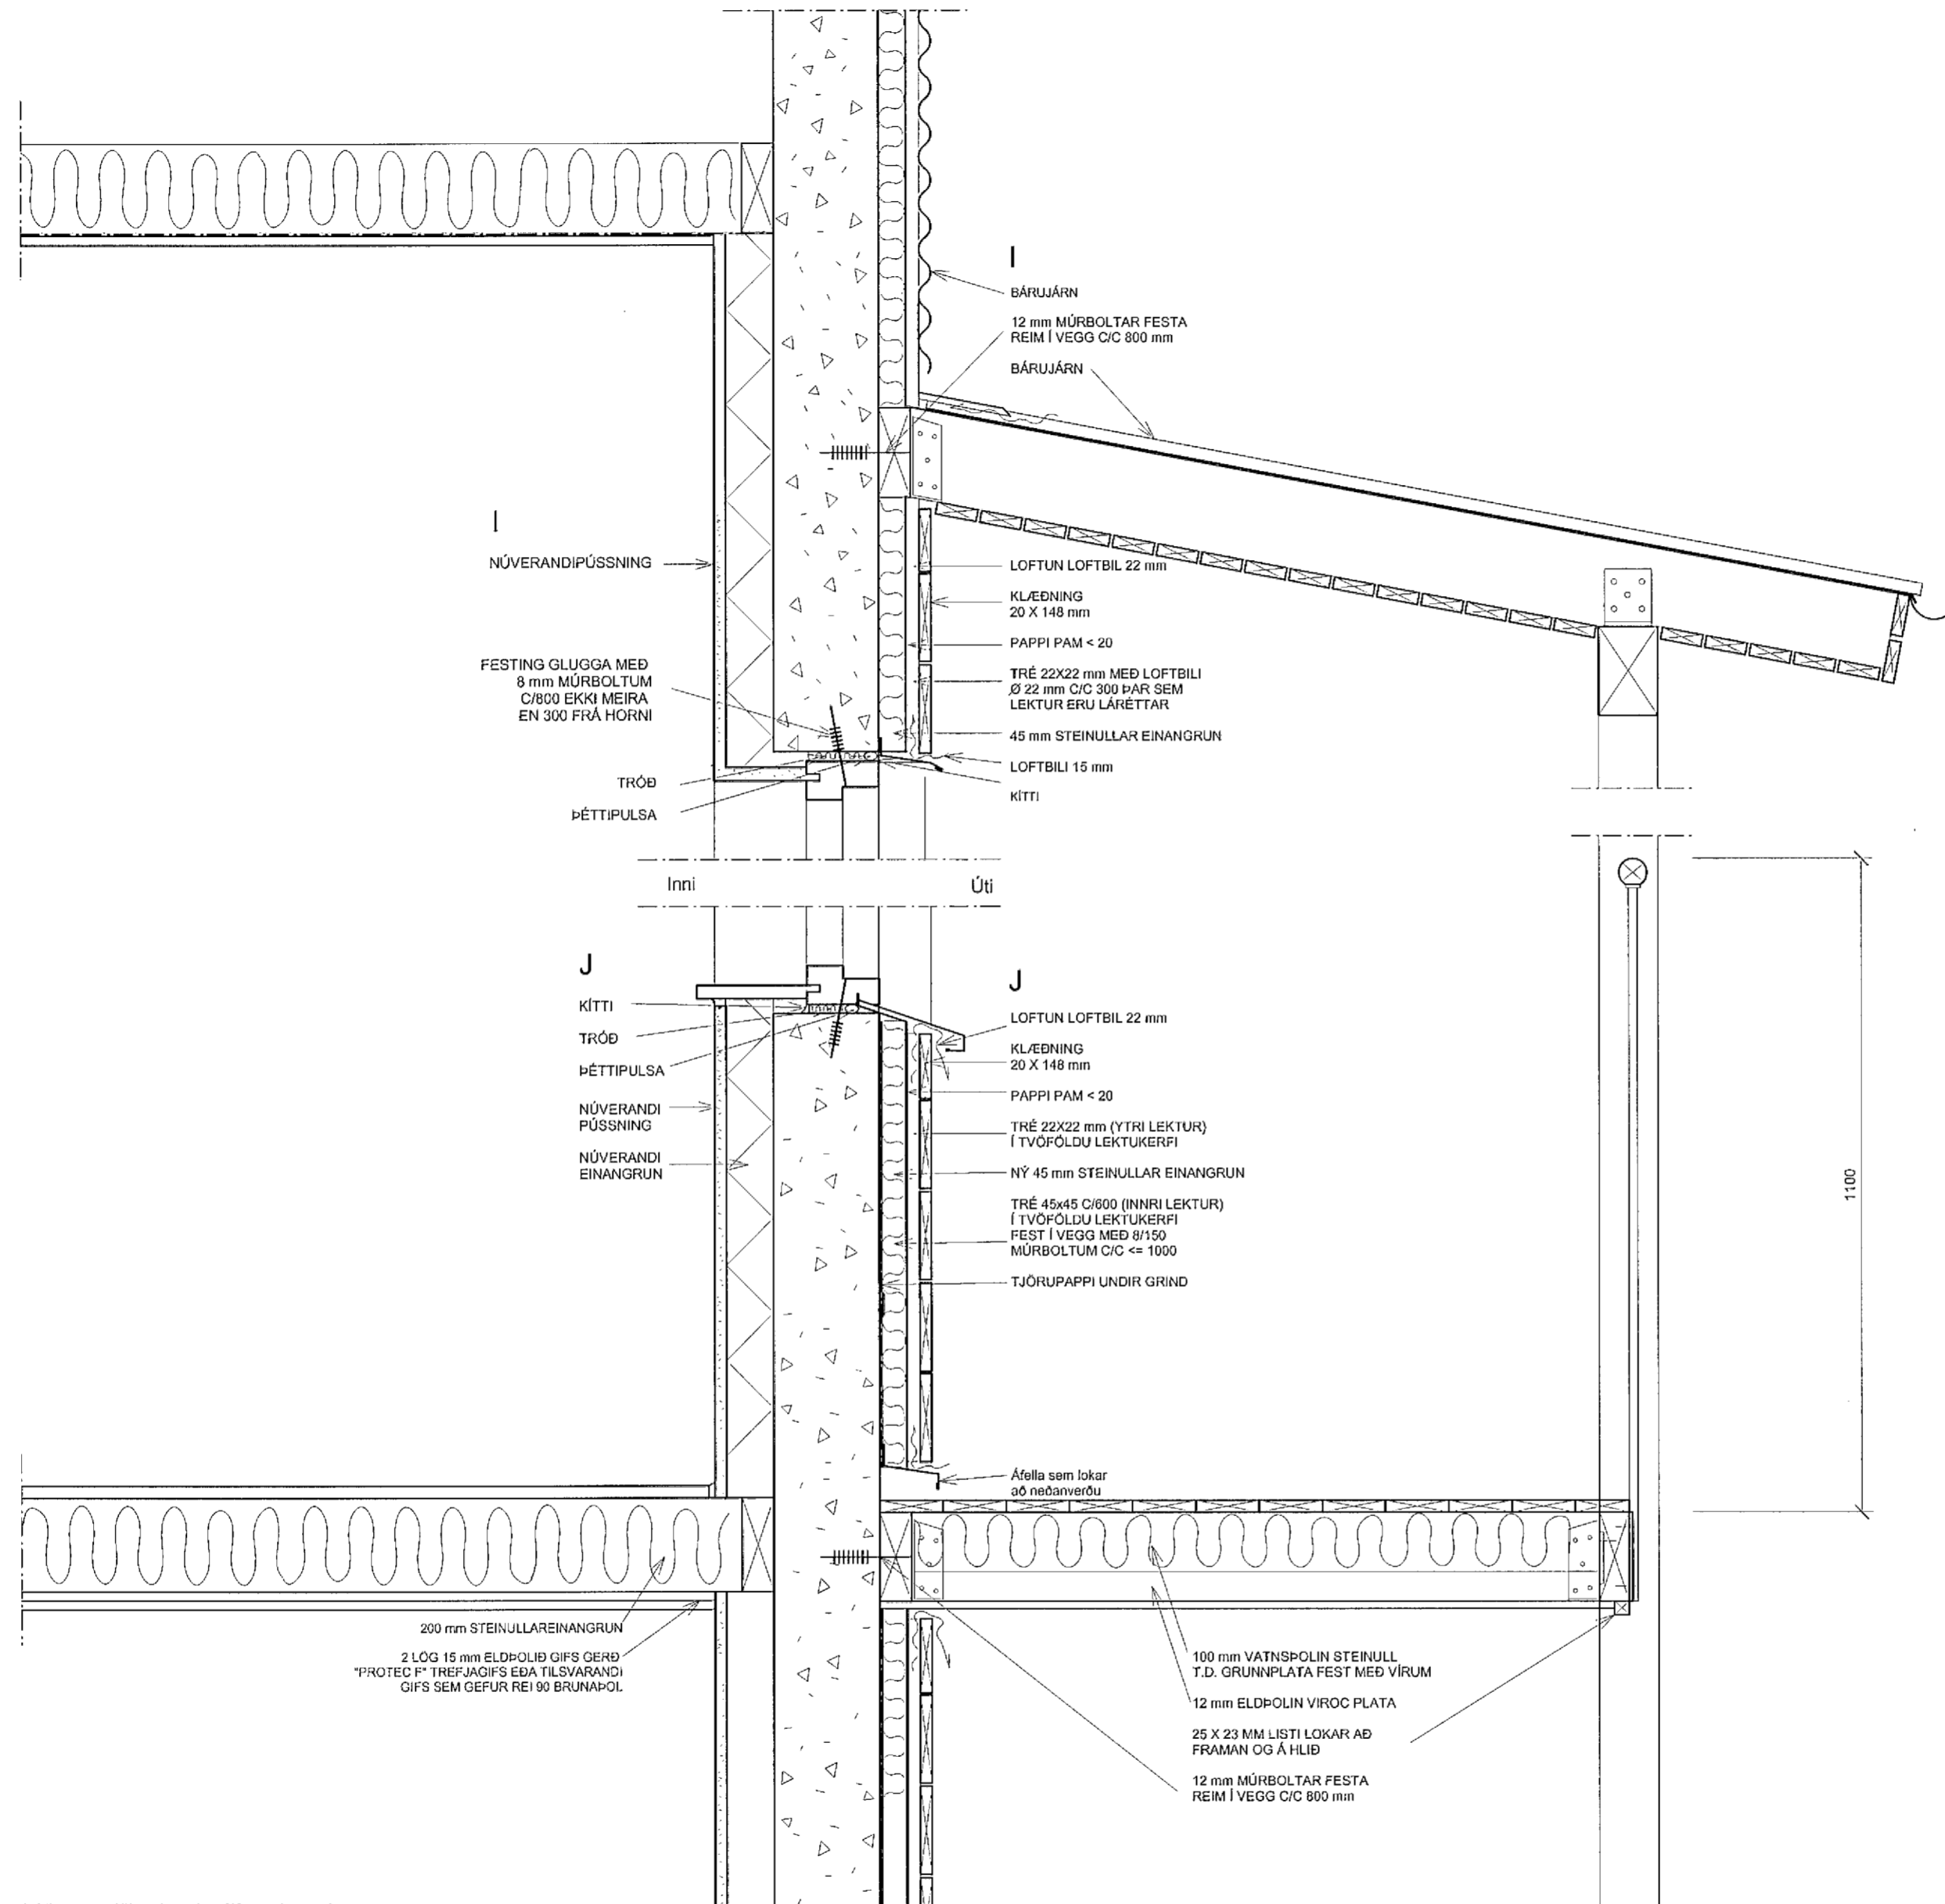 I
BÁRUJÁRN
12 mm MÚRBOLTAR FESTA
REIM Í VEGG C/C 800 mm
BÁRUJÁRN
I
NÚVERANDIPÚSSNING
FESTING GLUGGA MEÐ
8 mm MÚRBOLTUM
C/800 EKKI MEIRA
EN 300 FRÁ HORNI
TRÓÐ
ÞÉTTIPULSA
LOFTUN LOFTBIL 22 mm
KLÆÐNING
20 X 148 mm
PAPPI PAM < 20
TRÉ 22X22 mm MEÐ LOFTBILI
Ø 22 mm C/C 300 ÞAR SEM
LEKTUR ERU LÁRÉTTAR
45 mm STEINULLAR EINANGRUN
LOFTBILI 15 mm
KÍTTI
Inni
Úti
J
KÍTTI
TRÓÐ
ÞÉTTIPULSA
NÚVERANDI
PÚSSNING
NÚVERANDI
EINANGRUN
J
LOFTUN LOFTBIL 22 mm
KLÆÐNING
20 X 148 mm
PAPPI PAM < 20
TRÉ 22X22 mm (YTRI LEKTUR)
Í TVÖFÖLDU LEKTUKERFI
NÝ 45 mm STEINULLAR EINANGRUN
TRÉ 45x45 C/600 (INNRI LEKTUR)
Í TVÖFÖLDU LEKTUKERFI
FEST Í VEGG MEÐ 8/150
MÚRBOLTUM C/C <= 1000
TJÖRUPAPPI UNDIR GRIND
1100
Áfella sem lokar
að neðanverðu
200 mm STEINULLAREINANGRUN
2 LÖG 15 mm ELDÞOLIÐ GIFS GERÐ
"PROTEC F" TREFJAGIFS EÐA TILSVARANDI
GIFS SEM GEFUR REI 90 BRUNAÞOL
100 mm VATNSÞOLIN STEINULL
T.D. GRUNNPLATA FEST MEÐ VÍRUM
12 mm ELDÞOLIN VIROC PLATA
25 X 23 MM LISTI LOKAR AÐ
FRAMAN OG Á HLIÐ
12 mm MÚRBOLTAR FESTA
REIM Í VEGG C/C 800 mm